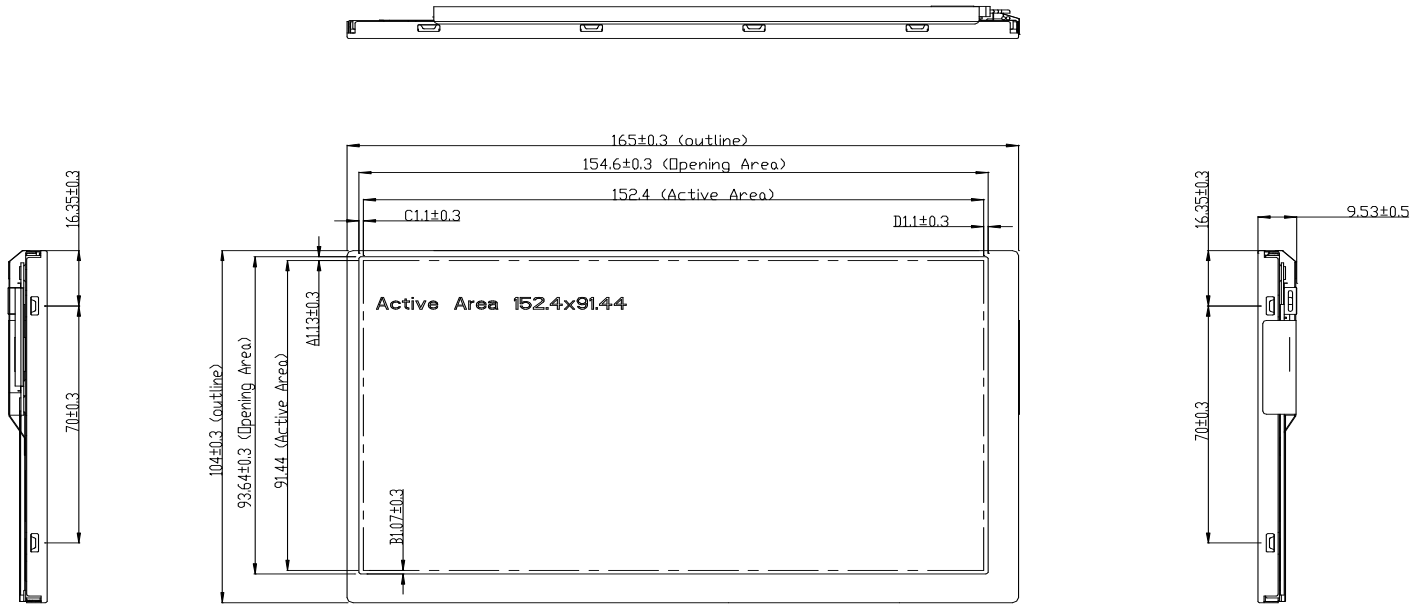 165±0.3 (outline)
154.6±0.3 (Opening Area)
152.4 (Active Area)
C1.1±0.3
D1.1±0.3
16.35±0.3
16.35±0.3
9.53±0.5
A1.13±0.3
Active Area 152.4x91.44
104±0.3 (outline)
93.64±0.3 (Opening Area)
91.44 (Active Area)
70±0.3
70±0.3
B1.07±0.3